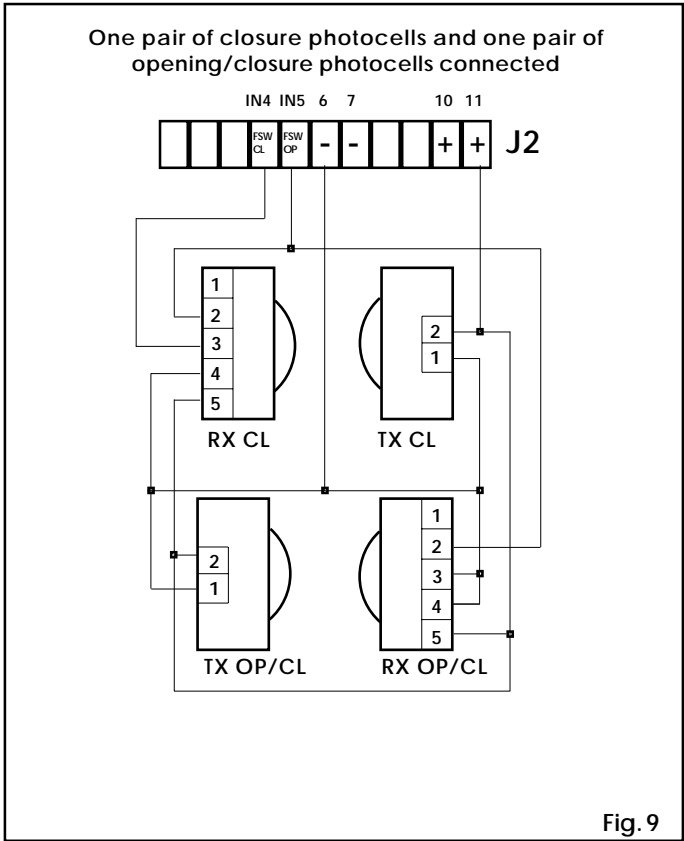 One pair of closure photocells and one pair of
opening/closure photocells connected
IN4 IN5 6 7 10 11
FSW CL FSW OP - - + + J2
1
2
3
4
5
RX CL
2
1
TX CL
2
1
TX OP/CL
1
2
3
4
5
RX OP/CL
Fig. 9